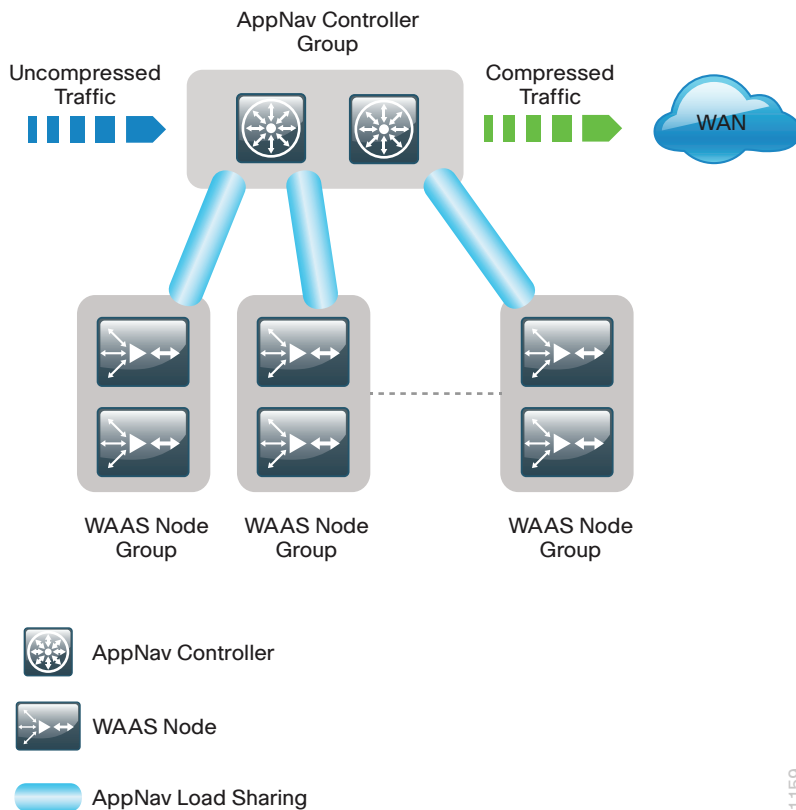 AppNav Controller
Group
Uncompressed
Traffic
Compressed
Traffic
WAN
WAAS Node
Group
WAAS Node
Group
WAAS Node
Group
AppNav Controller
WAAS Node
AppNav Load Sharing
1159